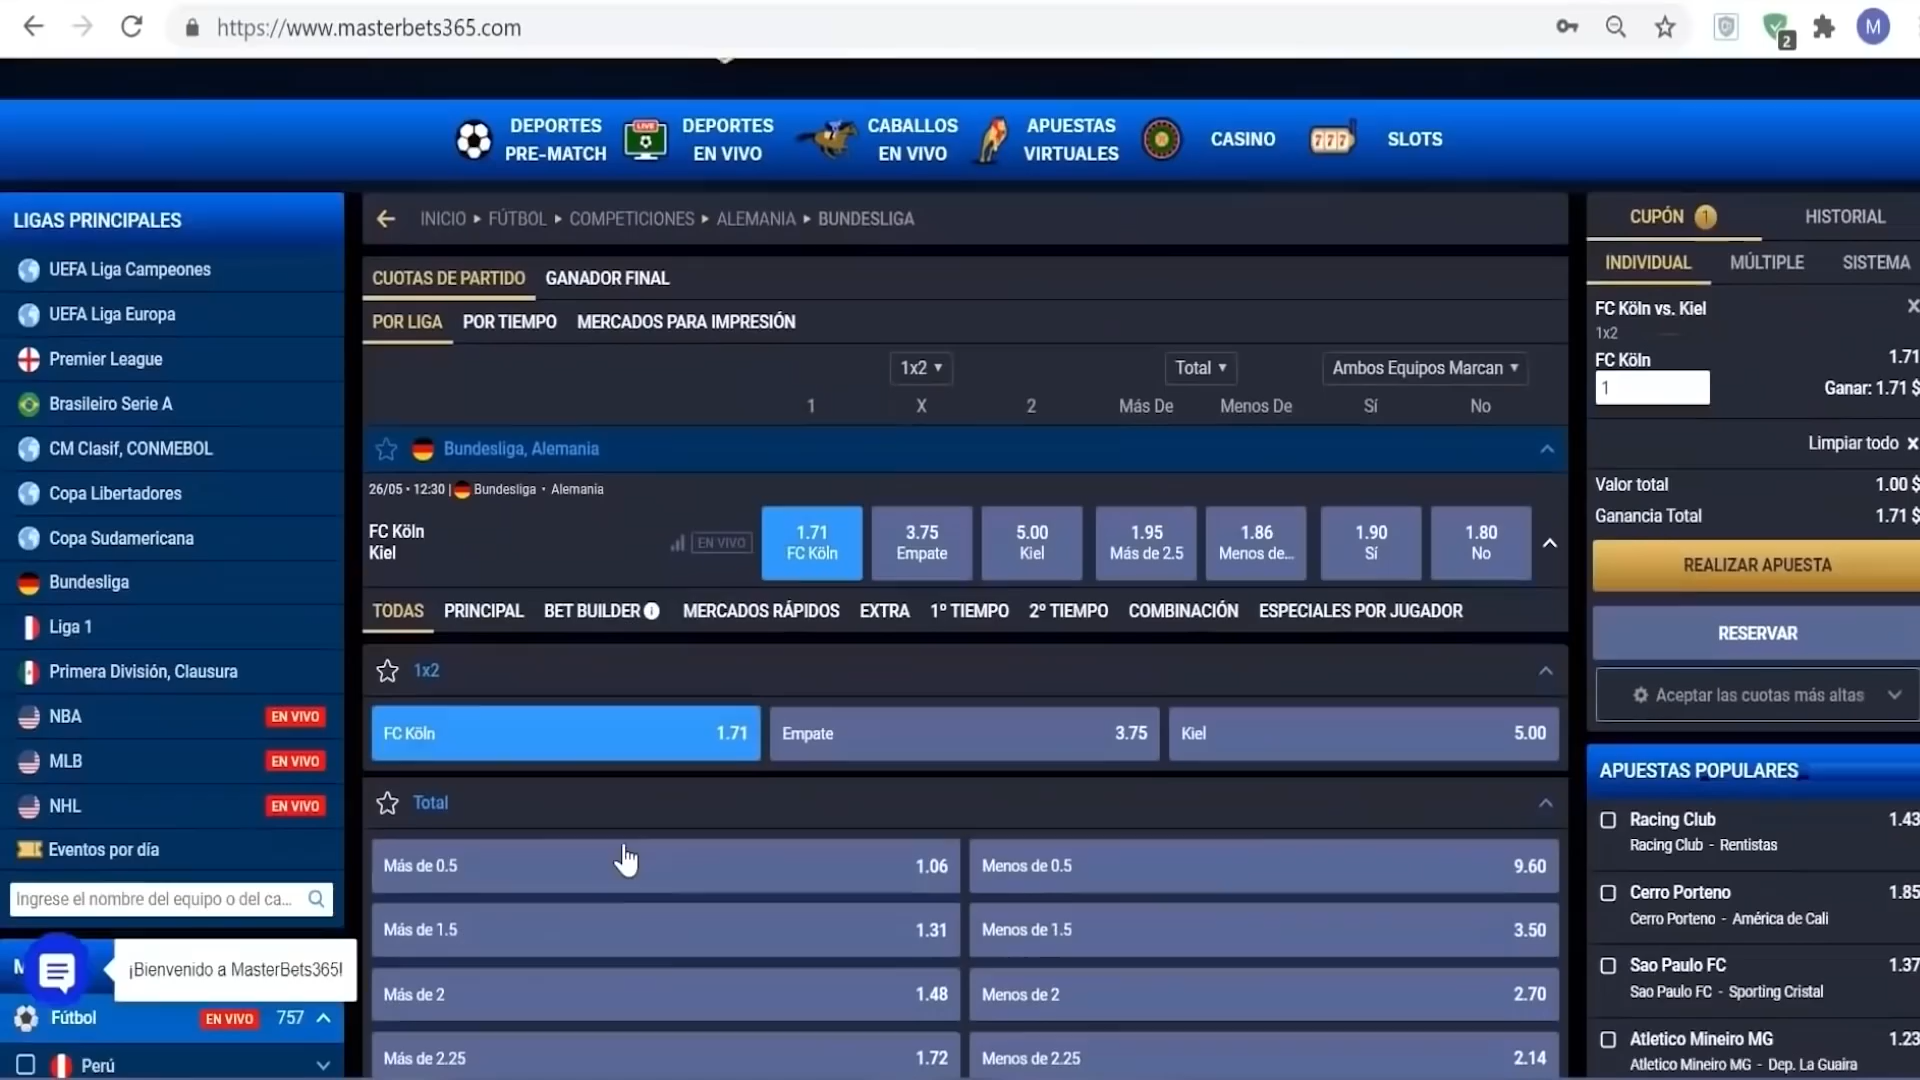 https://www.masterbets365.com
2
M
DEPORTES
PRE-MATCH
LIVE
DEPORTES
EN VIVO
CABALLOS
EN VIVO
APUESTAS
VIRTUALES
CASINO
777
SLOTS
LIGAS PRINCIPALES
UEFA Liga Campeones
UEFA Liga Europa
Premier League
Brasileiro Serie A
CM Clasif, CONMEBOL
Copa Libertadores
Copa Sudamericana
Bundesliga
Liga 1
Primera División, Clausura
NBA EN VIVO
MLB EN VIVO
NHL EN VIVO
Eventos por día
Ingrese el nombre del equipo o del ca...
M
¡Bienvenido a MasterBets365!
Fútbol EN VIVO 757
Perú
INICIO ▸ FÚTBOL ▸ COMPETICIONES ▸ ALEMANIA ▸ BUNDESLIGA
CUOTAS DE PARTIDO GANADOR FINAL
POR LIGA POR TIEMPO MERCADOS PARA IMPRESIÓN
1x2 Total Ambos Equipos Marcan
1 X 2 Más De Menos De Sí No
Bundesliga, Alemania
26/05 • 12:30 | Bundesliga • Alemania
FC Köln
Kiel
EN VIVO
1.71
FC Köln
3.75
Empate
5.00
Kiel
1.95
Más de 2.5
1.86
Menos de...
1.90
Sí
1.80
No
TODAS PRINCIPAL BET BUILDER i MERCADOS RÁPIDOS EXTRA 1º TIEMPO 2º TIEMPO COMBINACIÓN ESPECIALES POR JUGADOR
1x2
FC Köln 1.71 Empate 3.75 Kiel 5.00
Total
Más de 0.5 1.06 Menos de 0.5 9.60
Más de 1.5 1.31 Menos de 1.5 3.50
Más de 2 1.48 Menos de 2 2.70
Más de 2.25 1.72 Menos de 2.25 2.14
CUPÓN 1 HISTORIAL
INDIVIDUAL MÚLTIPLE SISTEMA
FC Köln vs. Kiel X
1x2
FC Köln 1.71
1 Ganar: 1.71 $
Limpiar todo ×
Valor total 1.00 $
Ganancia Total 1.71 $
REALIZAR APUESTA
RESERVAR
Aceptar las cuotas más altas
APUESTAS POPULARES
Racing Club 1.43
Racing Club - Rentistas
Cerro Porteno 1.85
Cerro Porteno - América de Cali
Sao Paulo FC 1.37
Sao Paulo FC - Sporting Cristal
Atletico Mineiro MG 1.23
Atletico Mineiro MG - Dep. La Guaira